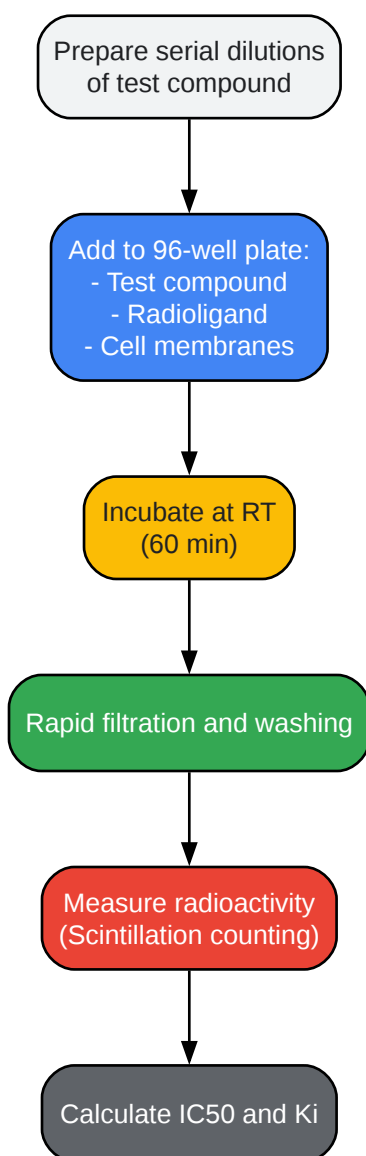 Prepare serial dilutions
of test compound
Add to 96-well plate:
- Test compound
- Radioligand
- Cell membranes
Incubate at RT
(60 min)
Rapid filtration and washing
Measure radioactivity
(Scintillation counting)
Calculate IC50 and Ki